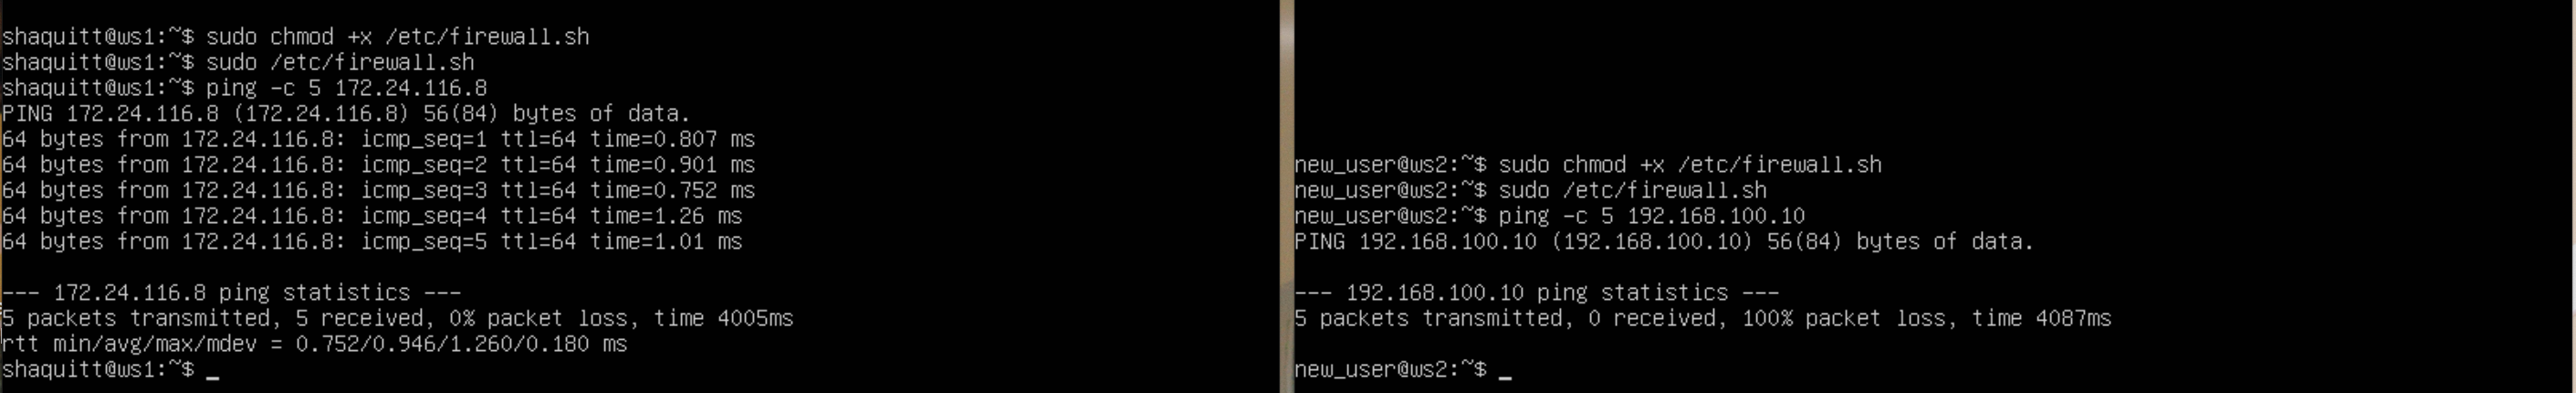 shaquitt@ws1:~$ sudo chmod +x /etc/firewall.sh
shaquitt@ws1:~$ sudo /etc/firewall.sh
shaquitt@ws1:~$ ping -c 5 172.24.116.8
PING 172.24.116.8 (172.24.116.8) 56(84) bytes of data.
64 bytes from 172.24.116.8: icmp_seq=1 ttl=64 time=0.807 ms
64 bytes from 172.24.116.8: icmp_seq=2 ttl=64 time=0.901 ms
64 bytes from 172.24.116.8: icmp_seq=3 ttl=64 time=0.752 ms
64 bytes from 172.24.116.8: icmp_seq=4 ttl=64 time=1.26 ms
64 bytes from 172.24.116.8: icmp_seq=5 ttl=64 time=1.01 ms
--- 172.24.116.8 ping statistics ---
5 packets transmitted, 5 received, 0% packet loss, time 4005ms
rtt min/avg/max/mdev = 0.752/0.946/1.260/0.180 ms
shaquitt@ws1:~$ _
new_user@ws2:~$ sudo chmod +x /etc/firewall.sh
new_user@ws2:~$ sudo /etc/firewall.sh
new_user@ws2:~$ ping -c 5 192.168.100.10
PING 192.168.100.10 (192.168.100.10) 56(84) bytes of data.
--- 192.168.100.10 ping statistics ---
5 packets transmitted, 0 received, 100% packet loss, time 4087ms
new_user@ws2:~$ _